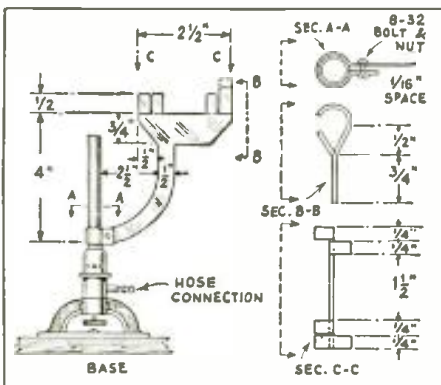 2 1/2"
C C
1/2
3/4"
B
B
4"
1/2"
2 1/2"
1/2"
A A
HOSE
CONNECTION
BASE
SEC. A-A
8-32
BOLT &
NUT
1/16"
SPACE
1/2"
3/4"
SEC. B-B
1/4"
1/4"
1 1/2"
1/4"
1/4"
SEC. C-C